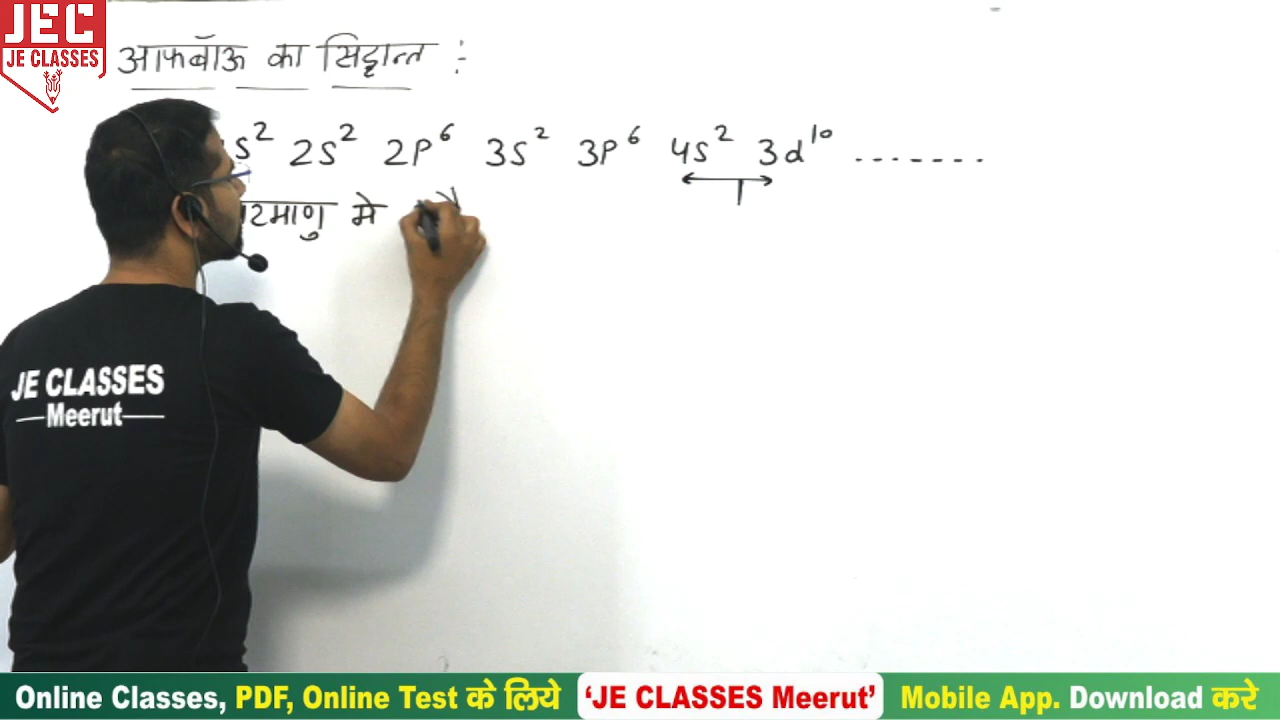 JEC
JE CLASSES
आफबॉऊ का सिद्धान्त :-
s² 2s² 2p⁶ 3s² 3p⁶ 4s² 3d¹⁰ .......
परमाणु मे
JE CLASSES
Meerut
Online Classes, PDF, Online Test के लिये ‘JE CLASSES Meerut’ Mobile App. Download करे